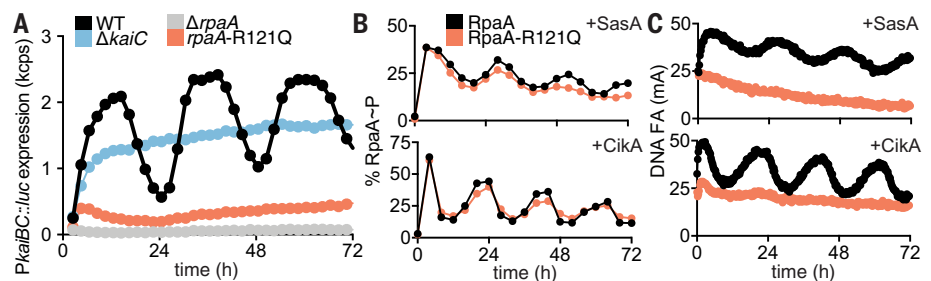 A
WT
ΔrpaA
ΔkaiC
rpaA-R121Q
PkaiBC::luc expression (kcps)
3
2
1
0
0
24
48
72
time (h)
B
RpaA
RpaA-R121Q
+SasA
50
25
0
% RpaA~P
+CikA
75
50
25
0
0
24
48
72
time (h)
C
+SasA
50
25
0
DNA FA (mA)
+CikA
50
25
0
0
24
48
72
time (h)